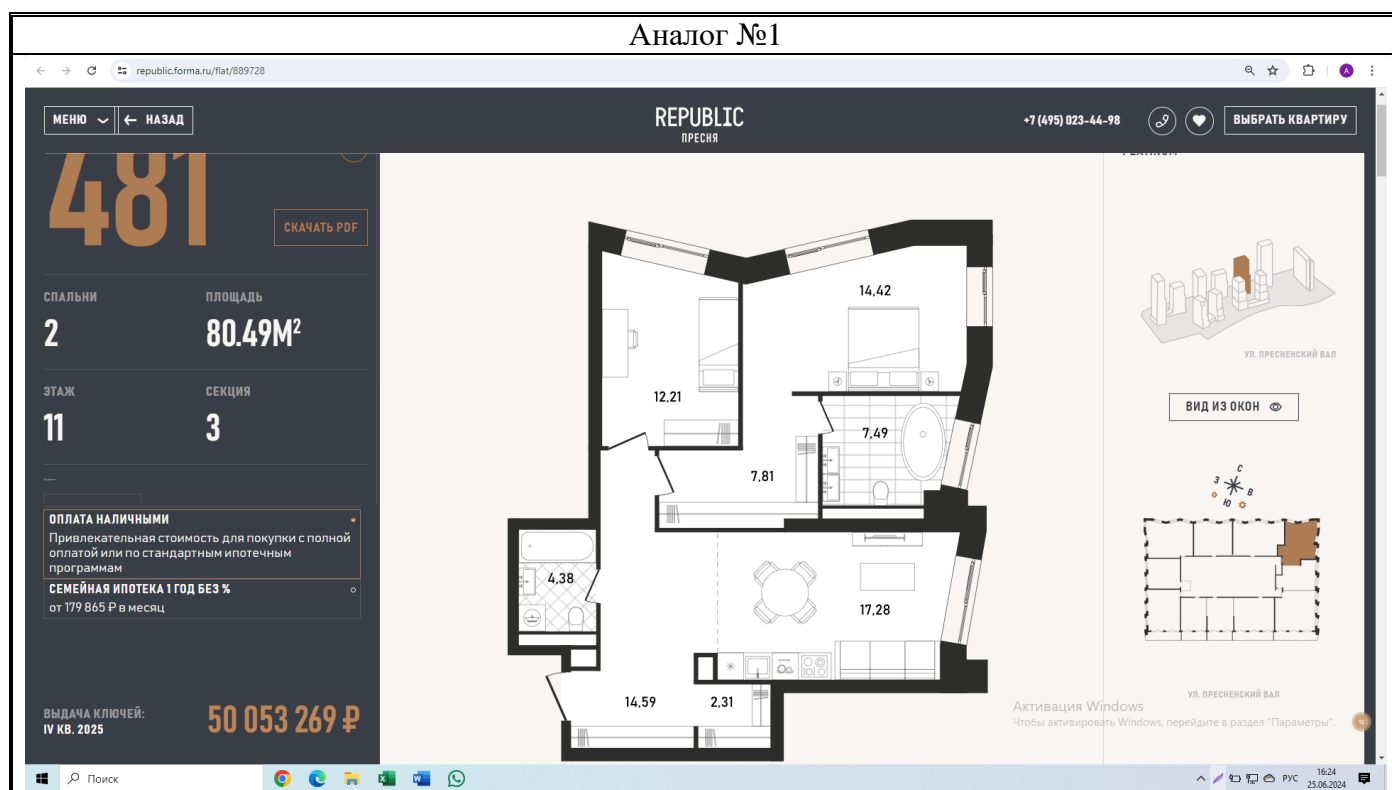 Аналог №1
republic.forma.ru/flat/889728
A
МЕНЮ
НАЗАД
REPUBLIC
ПРЕСНЯ
+7 (495) 023-44-98
ВЫБРАТЬ КВАРТИРУ
481
СКАЧАТЬ PDF
СПАЛЬНИ
ПЛОЩАДЬ
2
80.49М²
ЭТАЖ
СЕКЦИЯ
11
3
ОПЛАТА НАЛИЧНЫМИ
Привлекательная стоимость для покупки с полной
оплатой или по стандартным ипотечным
программам
СЕМЕЙНАЯ ИПОТЕКА 1 ГОД БЕЗ %
от 179 865 ₽ в месяц
ВЫДАЧА КЛЮЧЕЙ:
IV КВ. 2025
50 053 269 ₽
14,42
12,21
7,49
7,81
4,38
17,28
14,59
2,31
PLATINUM
УЛ. ПРЕСНЕНСКИЙ ВАЛ
ВИД ИЗ ОКОН
С
З
В
Ю
УЛ. ПРЕСНЕНСКИЙ ВАЛ
Активация Windows
Чтобы активировать Windows, перейдите в раздел "Параметры".
Поиск
РУС
16:24
25.06.2024